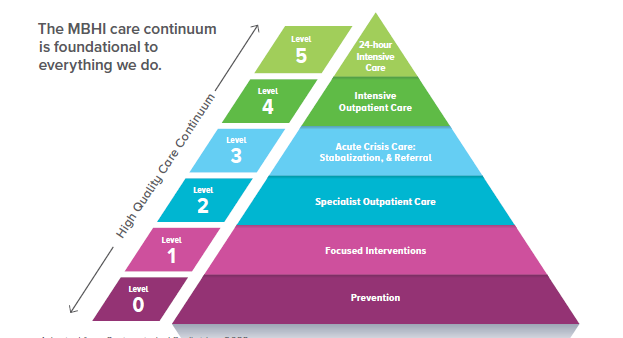 The MBHI care continuum
is foundational to
everything we do.
High Quality Care Continuum
Level
5
24-hour
Intensive
Care
Level
4
Intensive
Outpatient Care
Level
3
Acute Crisis Care:
Stabalization, & Referral
Level
2
Specialist Outpatient Care
Level
1
Focused Interventions
Level
0
Prevention